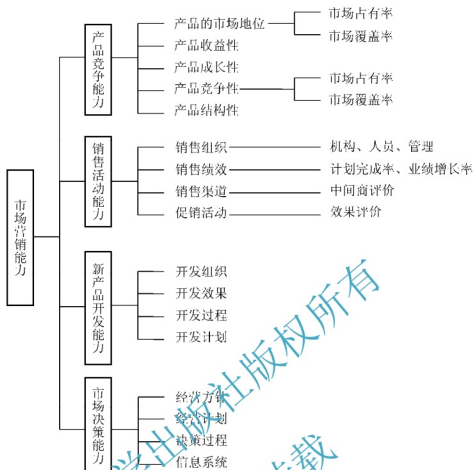 市场营销能力
产品竞争能力
产品的市场地位
市场占有率
市场覆盖率
产品收益性
产品成长性
产品竞争性
市场占有率
市场覆盖率
产品结构性
销售活动能力
销售组织
机构、人员、管理
销售绩效
计划完成率、业绩增长率
销售渠道
中间商评价
促销活动
效果评价
新产品开发能力
开发组织
开发效果
开发过程
开发计划
市场决策能力
经营方针
经营计划
决策过程
信息系统
学出版社版权所有
载